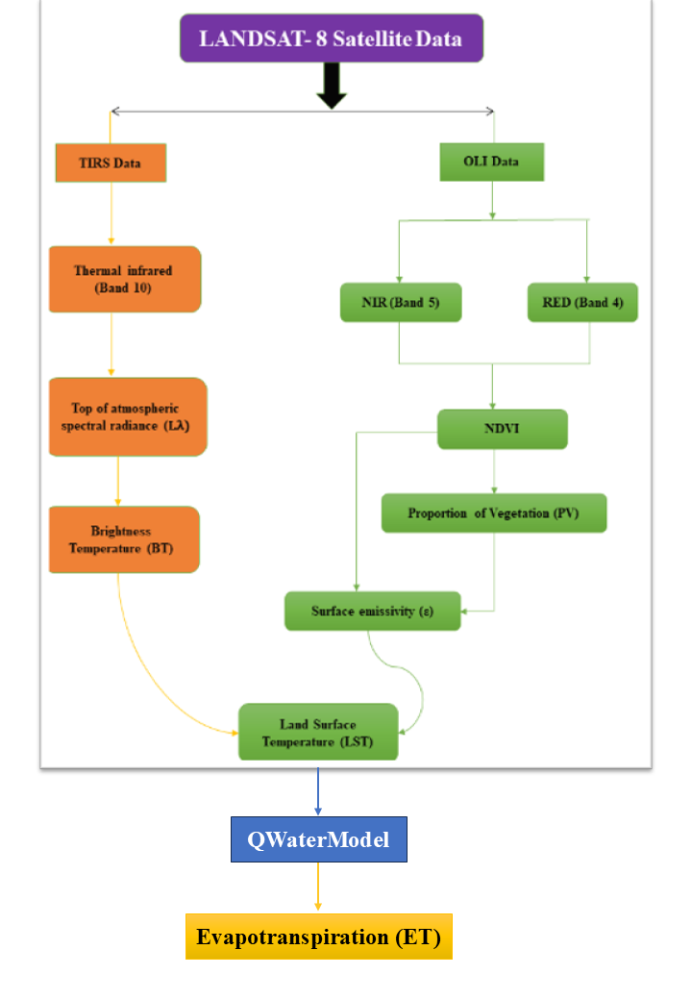 LANDSAT- 8 Satellite Data
TIRS Data
OLI Data
Thermal infrared
(Band 10)
NIR (Band 5)
RED (Band 4)
Top of atmospheric
spectral radiance (Lλ)
NDVI
Proportion of Vegetation (PV)
Brightness
Temperature (BT)
Surface emissivity (ε)
Land Surface
Temperature (LST)
QWaterModel
Evapotranspiration (ET)